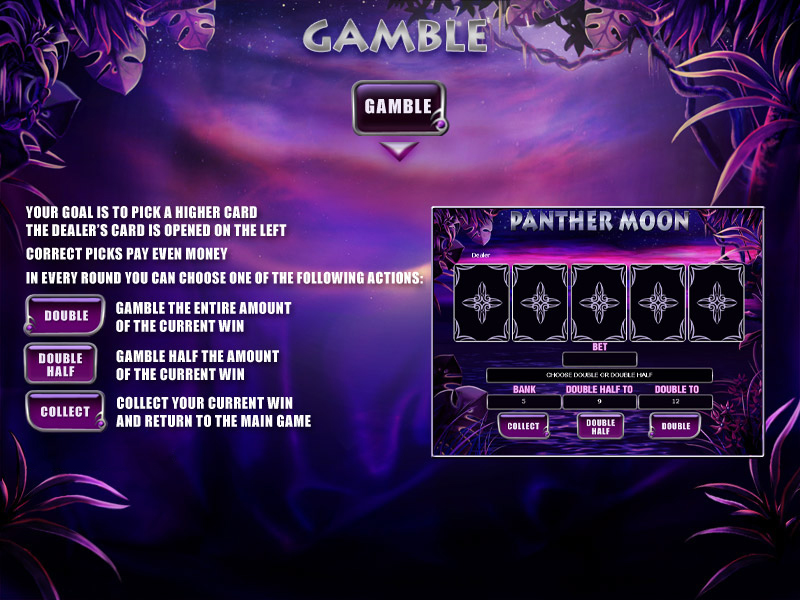 GAMBLE
GAMBLE
YOUR GOAL IS TO PICK A HIGHER CARD
THE DEALER'S CARD IS OPENED ON THE LEFT
CORRECT PICKS PAY EVEN MONEY
IN EVERY ROUND YOU CAN CHOOSE ONE OF THE FOLLOWING ACTIONS:
DOUBLE
GAMBLE THE ENTIRE AMOUNT
OF THE CURRENT WIN
DOUBLE
HALF
GAMBLE HALF THE AMOUNT
OF THE CURRENT WIN
COLLECT
COLLECT YOUR CURRENT WIN
AND RETURN TO THE MAIN GAME
PANTHER MOON
Dealer
BET
CHOOSE DOUBLE OR DOUBLE HALF
BANK DOUBLE HALF TO DOUBLE TO
5 9 12
COLLECT
DOUBLE
HALF
DOUBLE